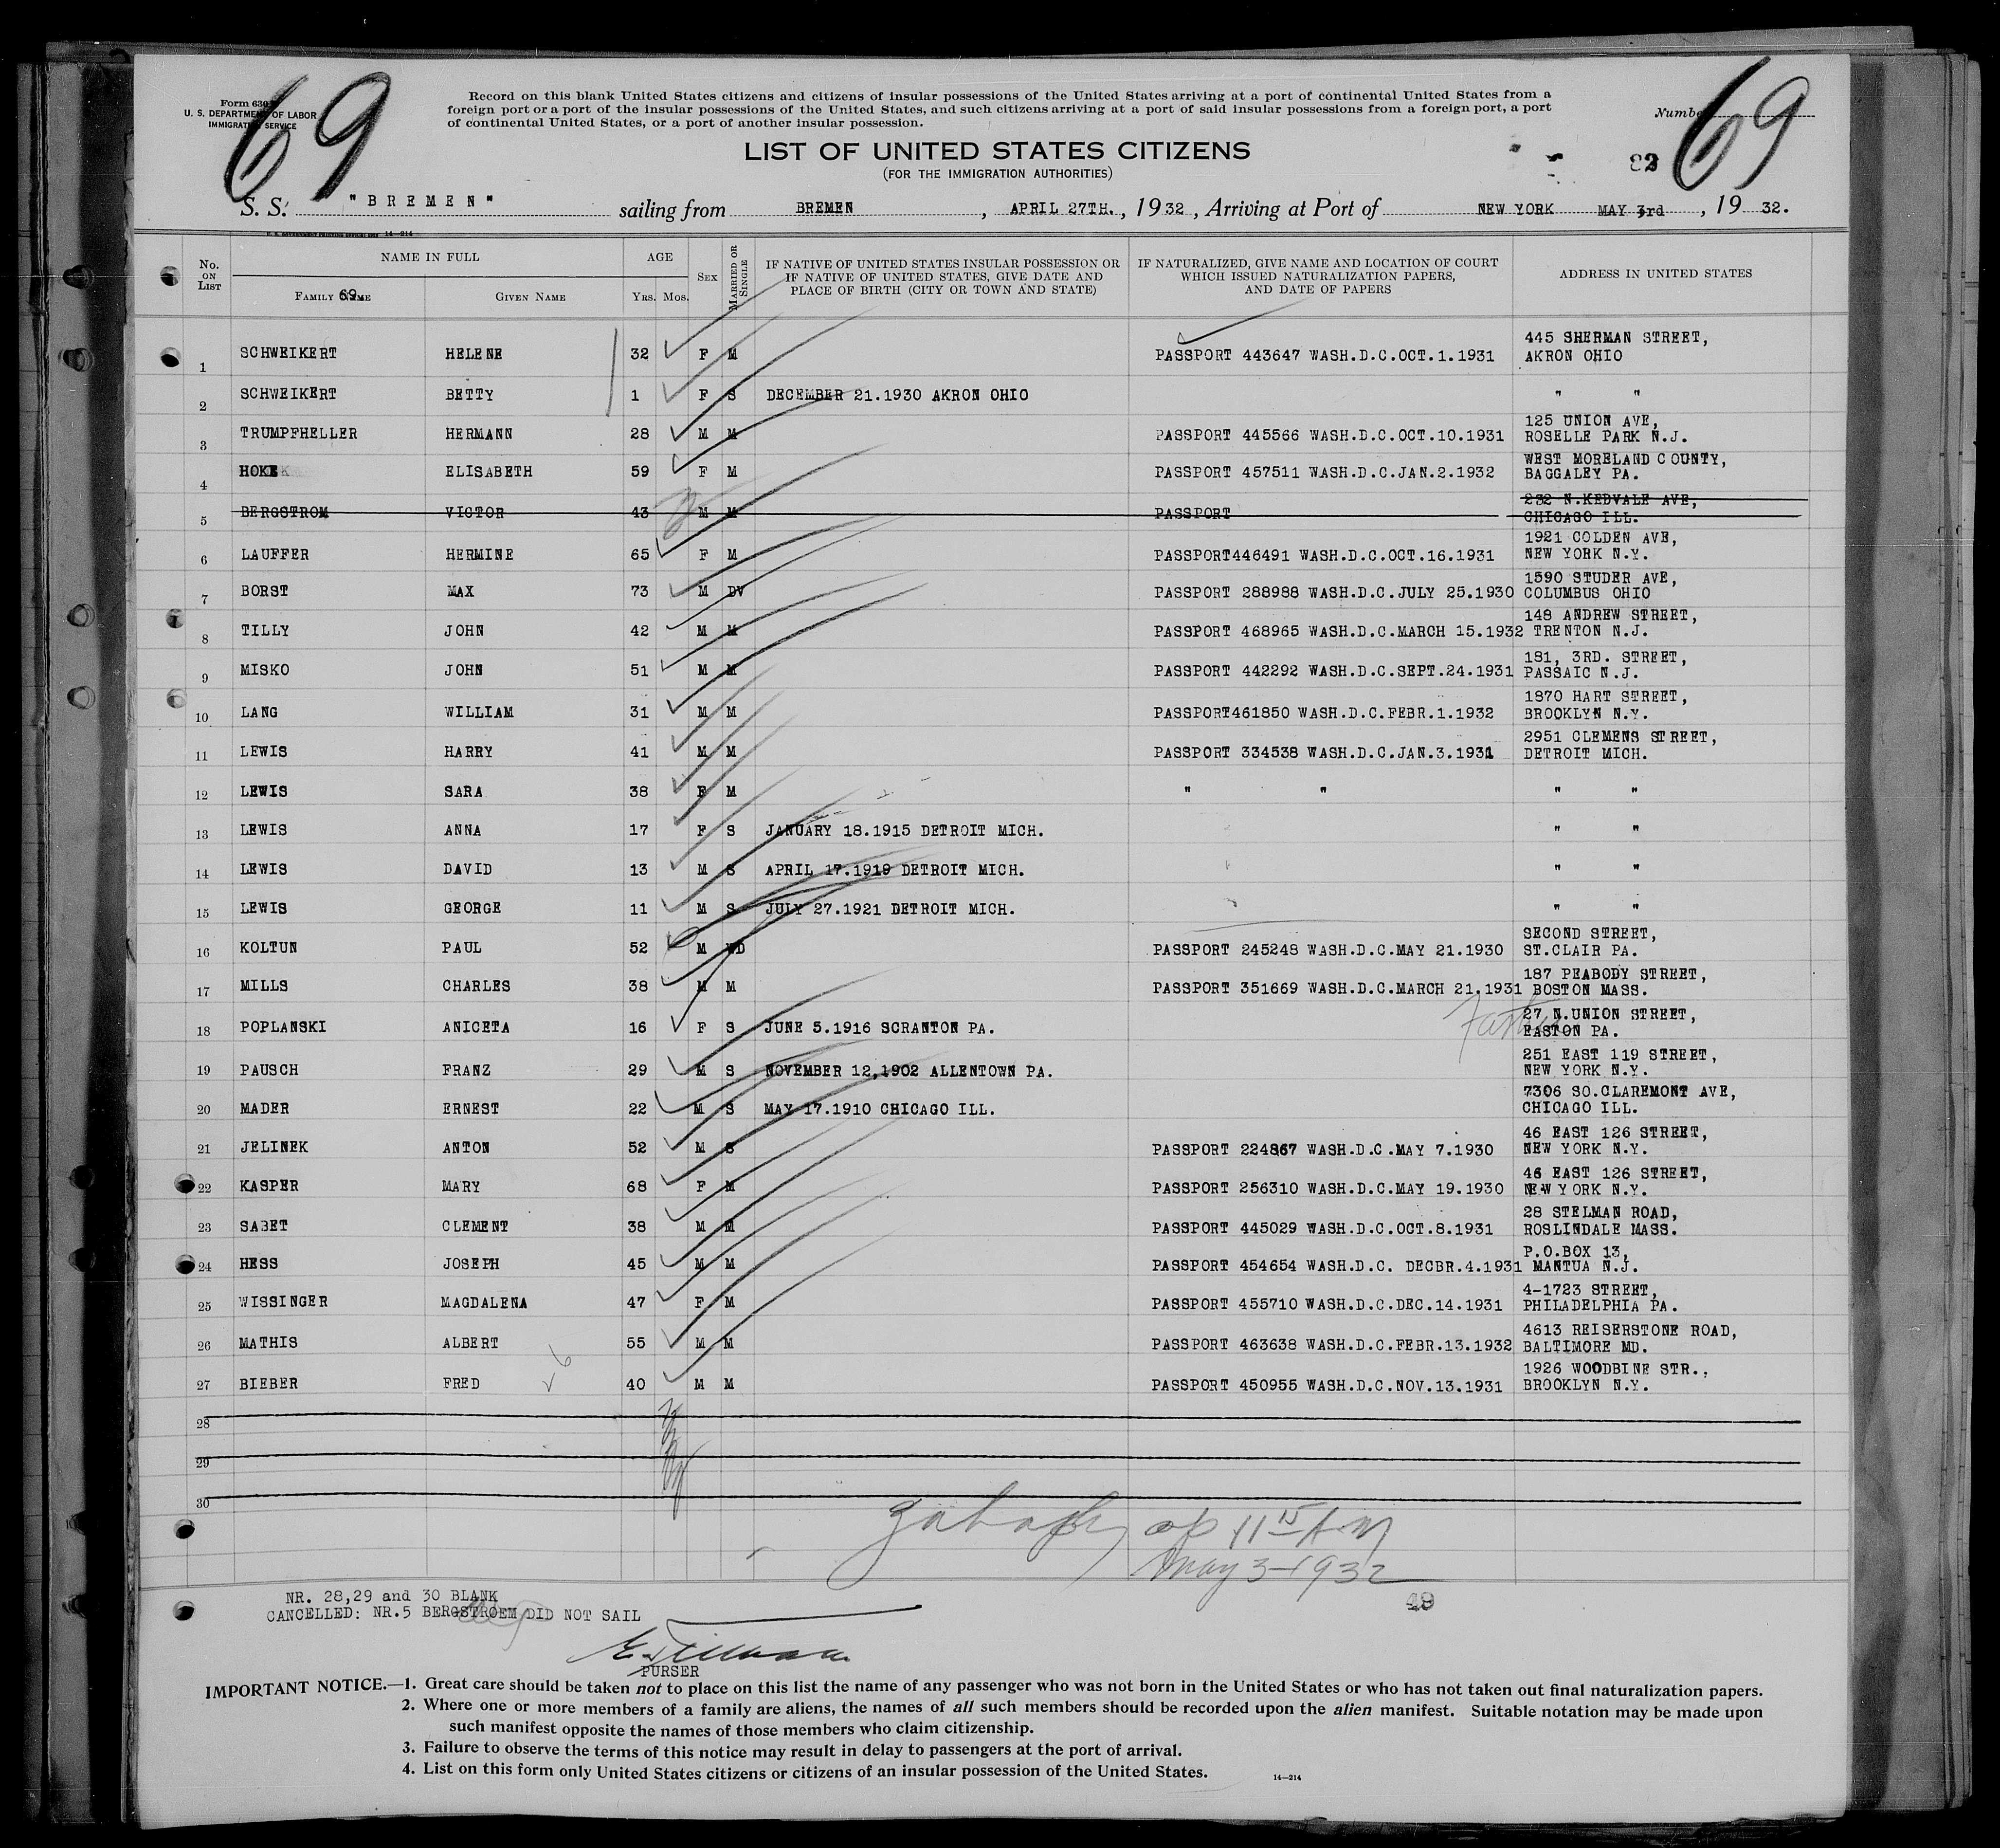 69
69
Form 630
U. S. DEPARTMENT OF LABOR
IMMIGRATION SERVICE
Record on this blank United States citizens and citizens of insular possessions of the United States arriving at a port of continental United States from a
foreign port or a port of the insular possessions of the United States, and such citizens arriving at a port of said insular possessions from a foreign port, a port
of continental United States, or a port of another insular possession.
Number
LIST OF UNITED STATES CITIZENS
(FOR THE IMMIGRATION AUTHORITIES)
82
S. S. "BREMEN" sailing from BREMEN, APRIL 27TH., 1932, Arriving at Port of NEW YORK MAY 3rd, 1932.
14—214
No. ON LIST NAME IN FULL AGE SEX MARRIED OR SINGLE IF NATIVE OF UNITED STATES INSULAR POSSESSION OR IF NATIVE OF UNITED STATES, GIVE DATE AND PLACE OF BIRTH (CITY OR TOWN AND STATE) IF NATURALIZED, GIVE NAME AND LOCATION OF COURT WHICH ISSUED NATURALIZATION PAPERS, AND DATE OF PAPERS ADDRESS IN UNITED STATES
FAMILY NAME 69 GIVEN NAME YRS. MOS.
1 SCHWEIKERT HELENE 32 F M PASSPORT 443647 WASH.D.C.OCT.1.1931 445 SHERMAN STREET, AKRON OHIO
2 SCHWEIKERT BETTY 1 F S DECEMBER 21.1930 AKRON OHIO " "
3 TRUMPFHELLER HERMANN 28 M M PASSPORT 445566 WASH.D.C.OCT.10.1931 125 UNION AVE, ROSELLE PARK N.J.
4 HOKE ELISABETH 59 F M PASSPORT 457511 WASH.D.C.JAN.2.1932 WEST MORELAND COUNTY, BAGGALEY PA.
5 BERGSTROM VICTOR 43 M M PASSPORT 232 N.KEDVALE AVE, CHICAGO ILL.
6 LAUFFER HERMINE 65 F M PASSPORT446491 WASH.D.C.OCT.16.1931 1921 COLDEN AVE, NEW YORK N.Y.
7 BORST MAX 73 M DV PASSPORT 288988 WASH.D.C.JULY 25.1930 1590 STUDER AVE, COLUMBUS OHIO
8 TILLY JOHN 42 M M PASSPORT 468965 WASH.D.C.MARCH 15.1932 148 ANDREW STREET, TRENTON N.J.
9 MISKO JOHN 51 M M PASSPORT 442292 WASH.D.C.SEPT.24.1931 181, 3RD. STREET, PASSAIC N.J.
10 LANG WILLIAM 31 M M PASSPORT461850 WASH.D.C.FEBR.1.1932 1870 HART STREET, BROOKLYN N.Y.
11 LEWIS HARRY 41 M M PASSPORT 334538 WASH.D.C.JAN.3.1931 2951 CLEMENS STREET, DETROIT MICH.
12 LEWIS SARA 38 F M " " " "
13 LEWIS ANNA 17 F S JANUARY 18.1915 DETROIT MICH. " "
14 LEWIS DAVID 13 M S APRIL 17.1919 DETROIT MICH. " "
15 LEWIS GEORGE 11 M S JULY 27.1921 DETROIT MICH. " "
16 KOLTUN PAUL 52 M WD PASSPORT 245248 WASH.D.C.MAY 21.1930 SECOND STREET, ST.CLAIR PA.
17 MILLS CHARLES 38 M M PASSPORT 351669 WASH.D.C.MARCH 21.1931 187 PEABODY STREET, BOSTON MASS.
18 POPLANSKI ANICETA 16 F S JUNE 5.1916 SCRANTON PA. 27 N.UNION STREET, EASTON PA.
19 PAUSCH FRANZ 29 M S NOVEMBER 12,1902 ALLENTOWN PA. 251 EAST 119 STREET, NEW YORK N.Y.
20 MADER ERNEST 22 M S MAY 17.1910 CHICAGO ILL. 7306 SO.CLAREMONT AVE, CHICAGO ILL.
21 JELINEK ANTON 52 M S PASSPORT 224867 WASH.D.C.MAY 7.1930 46 EAST 126 STREET, NEW YORK N.Y.
22 KASPER MARY 68 F M PASSPORT 256310 WASH.D.C.MAY 19.1930 46 EAST 126 STREET, NEW YORK N.Y.
23 SABET CLEMENT 38 M M PASSPORT 445029 WASH.D.C.OCT.8.1931 28 STELMAN ROAD, ROSLINDALE MASS.
24 HESS JOSEPH 45 M M PASSPORT 454654 WASH.D.C. DECBR.4.1931 P.O.BOX 13, MANTUA N.J.
25 WISSINGER MAGDALENA 47 F M PASSPORT 455710 WASH.D.C.DEC.14.1931 4-1723 STREET, PHILADELPHIA PA.
26 MATHIS ALBERT 55 M M PASSPORT 463638 WASH.D.C.FEBR.13.1932 4613 REISERSTONE ROAD, BALTIMORE MD.
27 BIEBER FRED 40 M M PASSPORT 450955 WASH.D.C.NOV.13.1931 1926 WOODBINE STR., BROOKLYN N.Y.
28
29
30
11 15 AM
May 3-1932
NR. 28,29 and 30 BLANK
CANCELLED: NR.5 BERGSTROEM DID NOT SAIL
49
PURSER
IMPORTANT NOTICE.—1. Great care should be taken not to place on this list the name of any passenger who was not born in the United States or who has not taken out final naturalization papers.
2. Where one or more members of a family are aliens, the names of all such members should be recorded upon the alien manifest. Suitable notation may be made upon
such manifest opposite the names of those members who claim citizenship.
3. Failure to observe the terms of this notice may result in delay to passengers at the port of arrival.
4. List on this form only United States citizens or citizens of an insular possession of the United States.
14—214